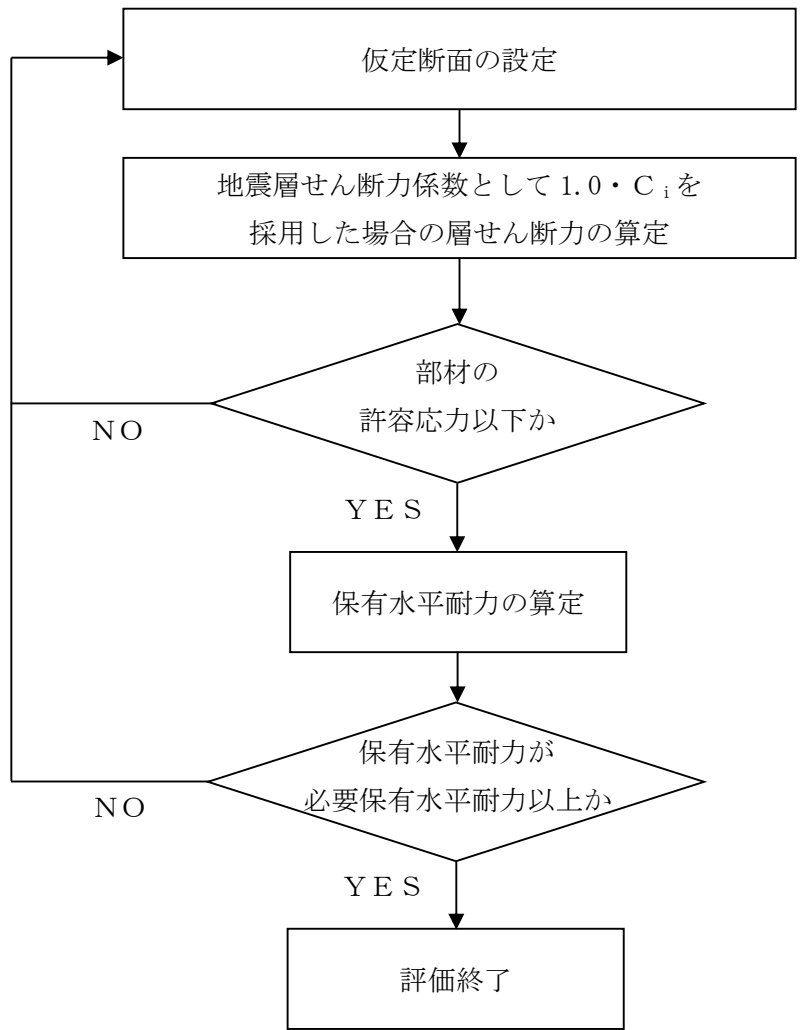 仮定断面の設定
地震層せん断力係数として1.0・Ciを
採用した場合の層せん断力の算定
部材の
許容応力以下か
NO
YES
保有水平耐力の算定
保有水平耐力が
必要保有水平耐力以上か
NO
YES
評価終了